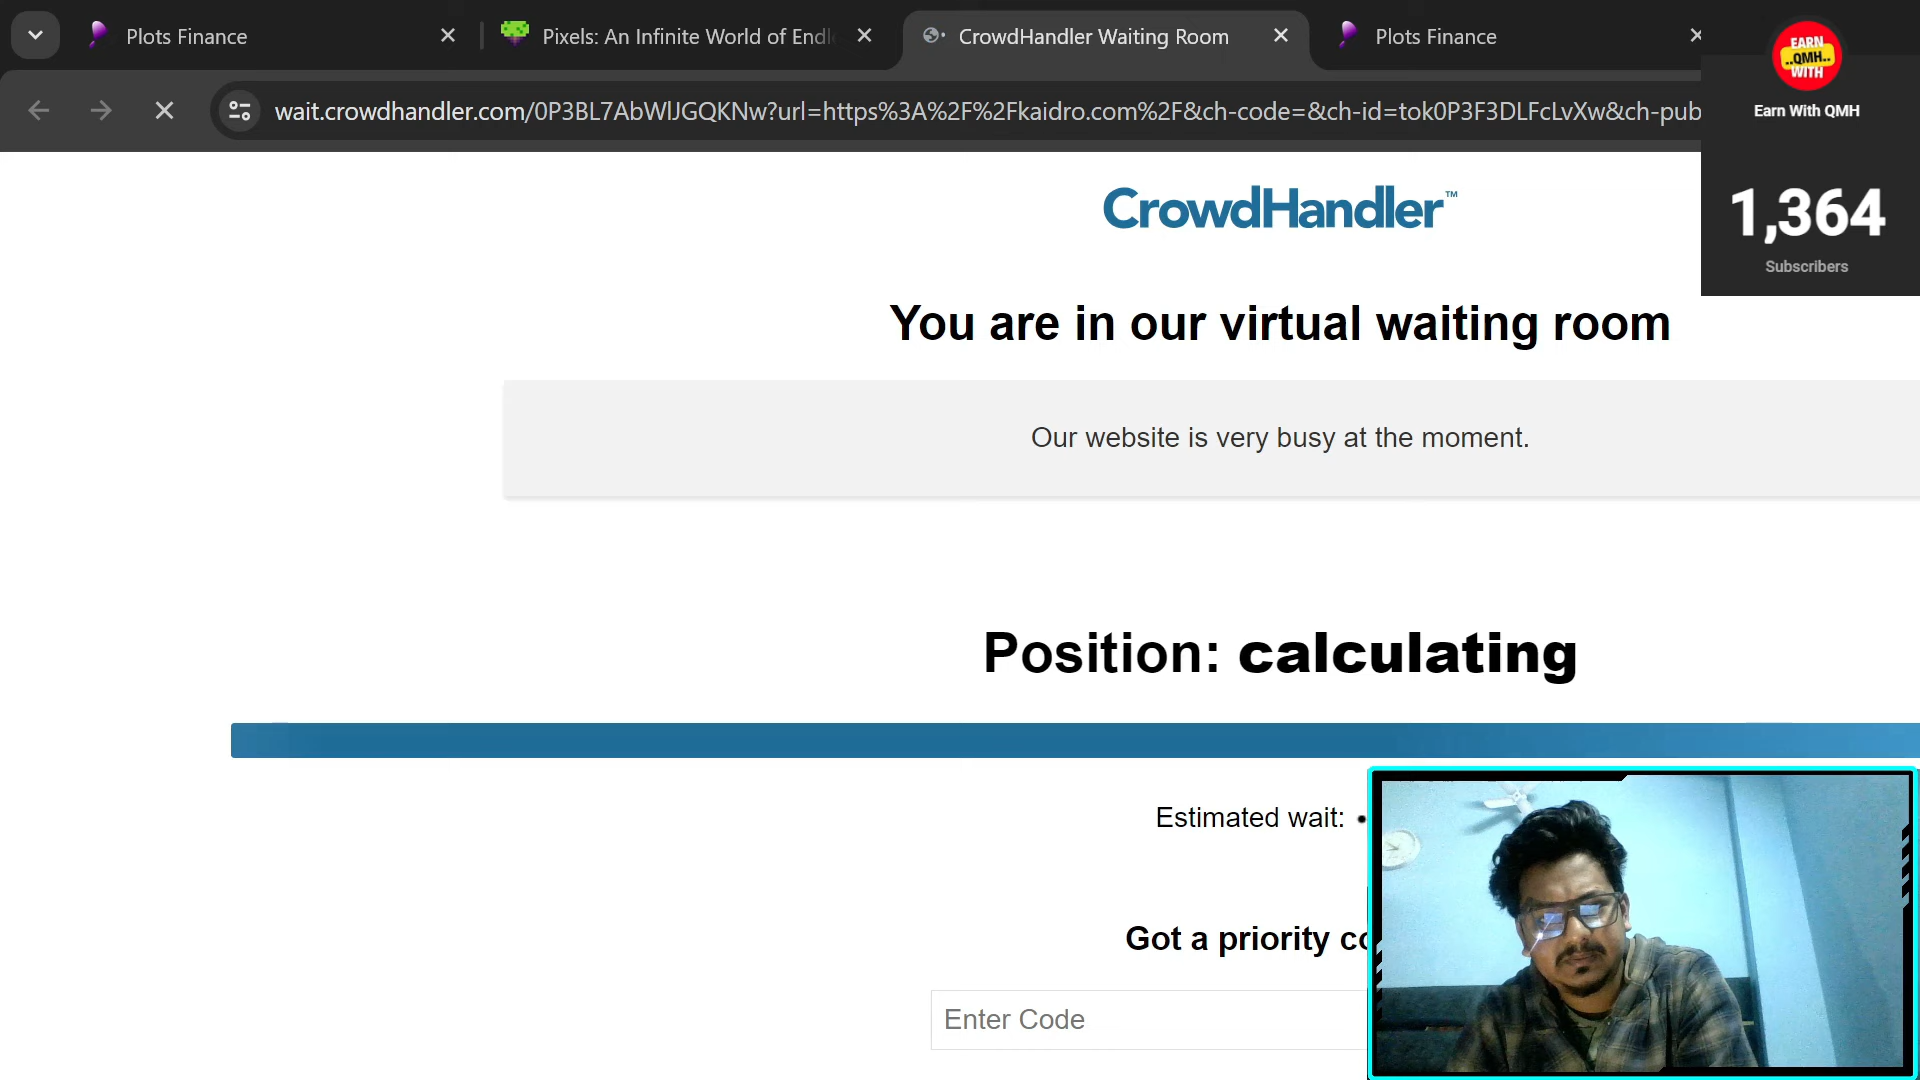 Plots Finance
Pixels: An Infinite World of Endl
CrowdHandler Waiting Room
Plots Finance
wait.crowdhandler.com/0P3BL7AbWlJGQKNw?url=https%3A%2F%2Fkaidro.com%2F&ch-code=&ch-id=tok0P3F3DLFcLvXw&ch-pub
EARN
..QMH..
WITH
Earn With QMH
1,364
Subscribers
CrowdHandler™
You are in our virtual waiting room
Our website is very busy at the moment.
Position: calculating
Estimated wait:
Got a priority co
Enter Code